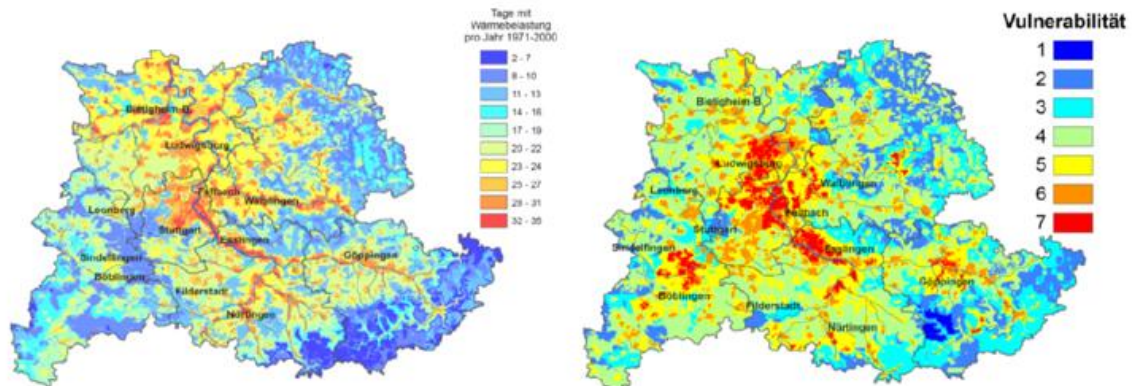 Tage mit
Wärmebelastung
pro Jahr 1971-2000
2 - 7
8 - 10
11 - 13
14 - 16
17 - 19
20 - 22
23 - 24
25 - 27
28 - 31
32 - 35
Bietigheim-B.
Ludwigsburg
Fellbach
Waiblingen
Leonberg
Stuttgart
Esslingen
Sindelfingen
Göppingen
Böblingen
Filderstadt
Nürtingen
Vulnerabilität
1
2
3
4
5
6
7
Bietigheim-B.
Ludwigsburg
Waiblingen
Leonberg
Fellbach
Stuttgart
Sindelfingen
Esslingen
Göppingen
Böblingen
Filderstadt
Nürtingen